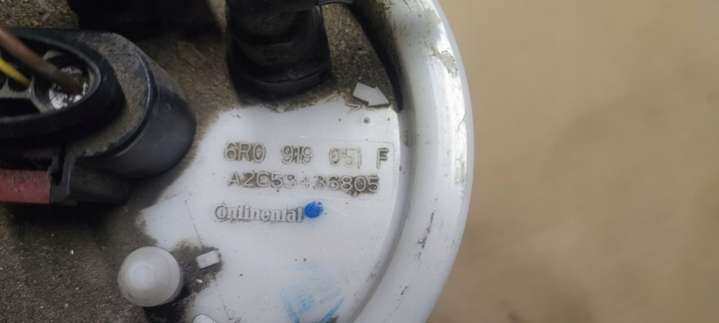 6R0 919 051 F
Continental